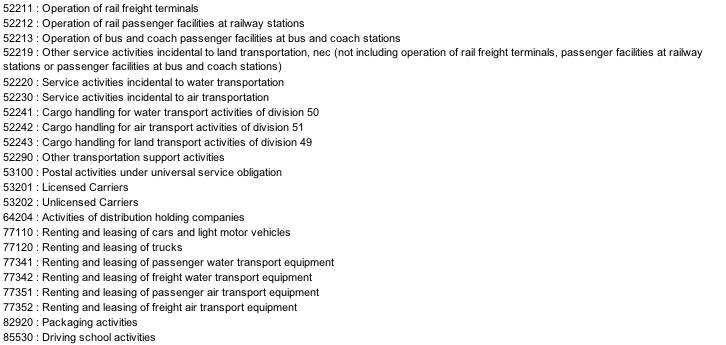 52211 : Operation of rail freight terminals
52212 : Operation of rail passenger facilities at railway stations
52213 : Operation of bus and coach passenger facilities at bus and coach stations
52219 : Other service activities incidental to land transportation, nec (not including operation of rail freight terminals, passenger facilities at railway
stations or passenger facilities at bus and coach stations)
52220 : Service activities incidental to water transportation
52230 : Service activities incidental to air transportation
52241 : Cargo handling for water transport activities of division 50
52242 : Cargo handling for air transport activities of division 51
52243 : Cargo handling for land transport activities of division 49
52290 : Other transportation support activities
53100 : Postal activities under universal service obligation
53201 : Licensed Carriers
53202 : Unlicensed Carriers
64204 : Activities of distribution holding companies
77110 : Renting and leasing of cars and light motor vehicles
77120 : Renting and leasing of trucks
77341 : Renting and leasing of passenger water transport equipment
77342 : Renting and leasing of freight water transport equipment
77351 : Renting and leasing of passenger air transport equipment
77352 : Renting and leasing of freight air transport equipment
82920 : Packaging activities
85530 : Driving school activities